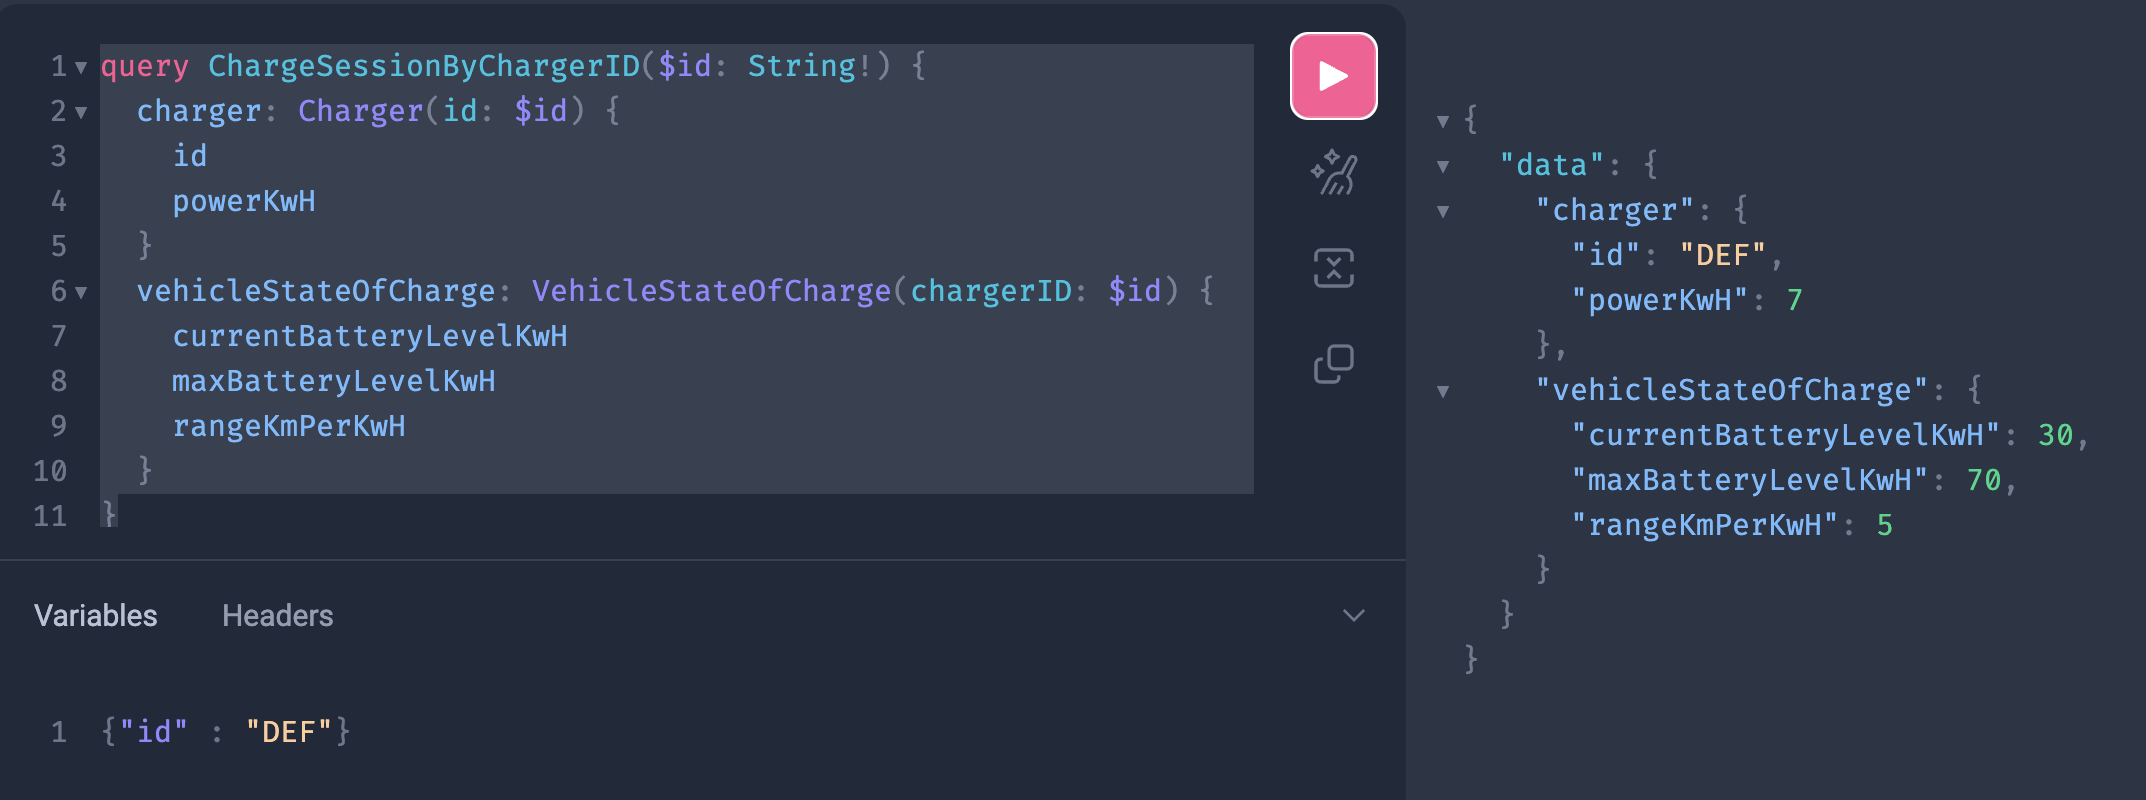 1 query ChargeSessionByChargerID($id: String!) {
2 charger: Charger(id: $id) {
3 id
4 powerKwH
5 }
6 vehicleStateOfCharge: VehicleStateOfCharge(chargerID: $id) {
7 currentBatteryLevelKwH
8 maxBatteryLevelKwH
9 rangeKmPerKwH
10 }
11 }
Variables Headers
1 {"id" : "DEF"}
{
"data": {
"charger": {
"id": "DEF",
"powerKwH": 7
},
"vehicleStateOfCharge": {
"currentBatteryLevelKwH": 30,
"maxBatteryLevelKwH": 70,
"rangeKmPerKwH": 5
}
}
}